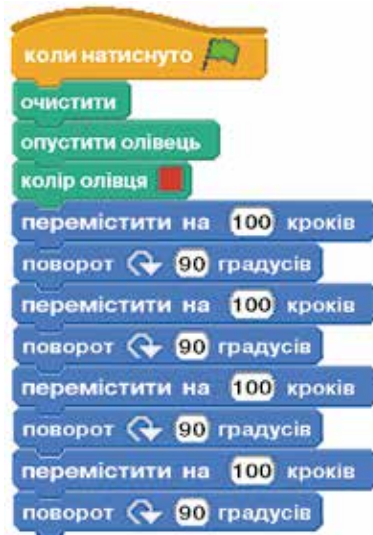 коли натиснуто
очистити
опустити олівець
колір олівця
перемістити на 100 кроків
поворот 90 градусів
перемістити на 100 кроків
поворот 90 градусів
перемістити на 100 кроків
поворот 90 градусів
перемістити на 100 кроків
поворот 90 градусів